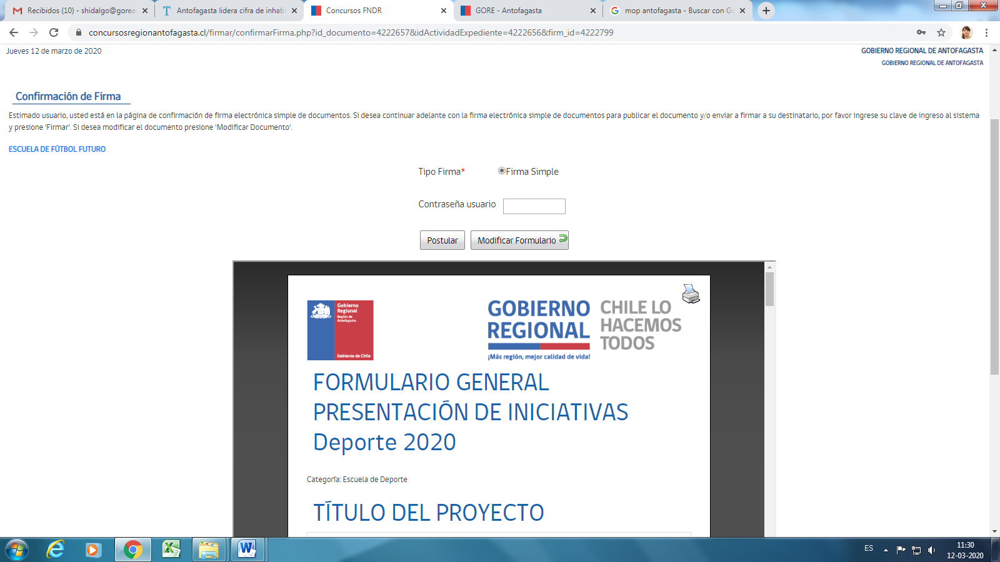 Recibidos (10) - shidalgo@gorea
Antofagasta lidera cifra de inhabi
Concursos FNDR
GORE - Antofagasta
mop antofagasta - Buscar con Go
concursosregionantofagasta.cl/firmar/confirmarFirma.php?id_documento=4222657&idActividadExpediente=4222656&firm_id=4222799
Jueves 12 de marzo de 2020
GOBIERNO REGIONAL DE ANTOFAGASTA
GOBIERNO REGIONAL DE ANTOFAGASTA
Confirmación de Firma
Estimado usuario, usted está en la página de confirmación de firma electrónica simple de documentos. Si desea continuar adelante con la firma electrónica simple de documentos para publicar el documento y/o enviar a firmar a su destinatario, por favor ingrese su clave de ingreso al sistema
y presione 'Firmar'. Si desea modificar el documento presione 'Modificar Documento'.
ESCUELA DE FÚTBOL FUTURO
Tipo Firma* Firma Simple
Contraseña usuario
Postular Modificar Formulario
Gobierno
Regional
Región de
Antofagasta
Gobierno de Chile
GOBIERNO
REGIONAL
¡Más región, mejor calidad de vida!
CHILE LO
HACEMOS
TODOS
FORMULARIO GENERAL
PRESENTACIÓN DE INICIATIVAS
Deporte 2020
Categoría: Escuela de Deporte
TÍTULO DEL PROYECTO
ES
11:30
12-03-2020